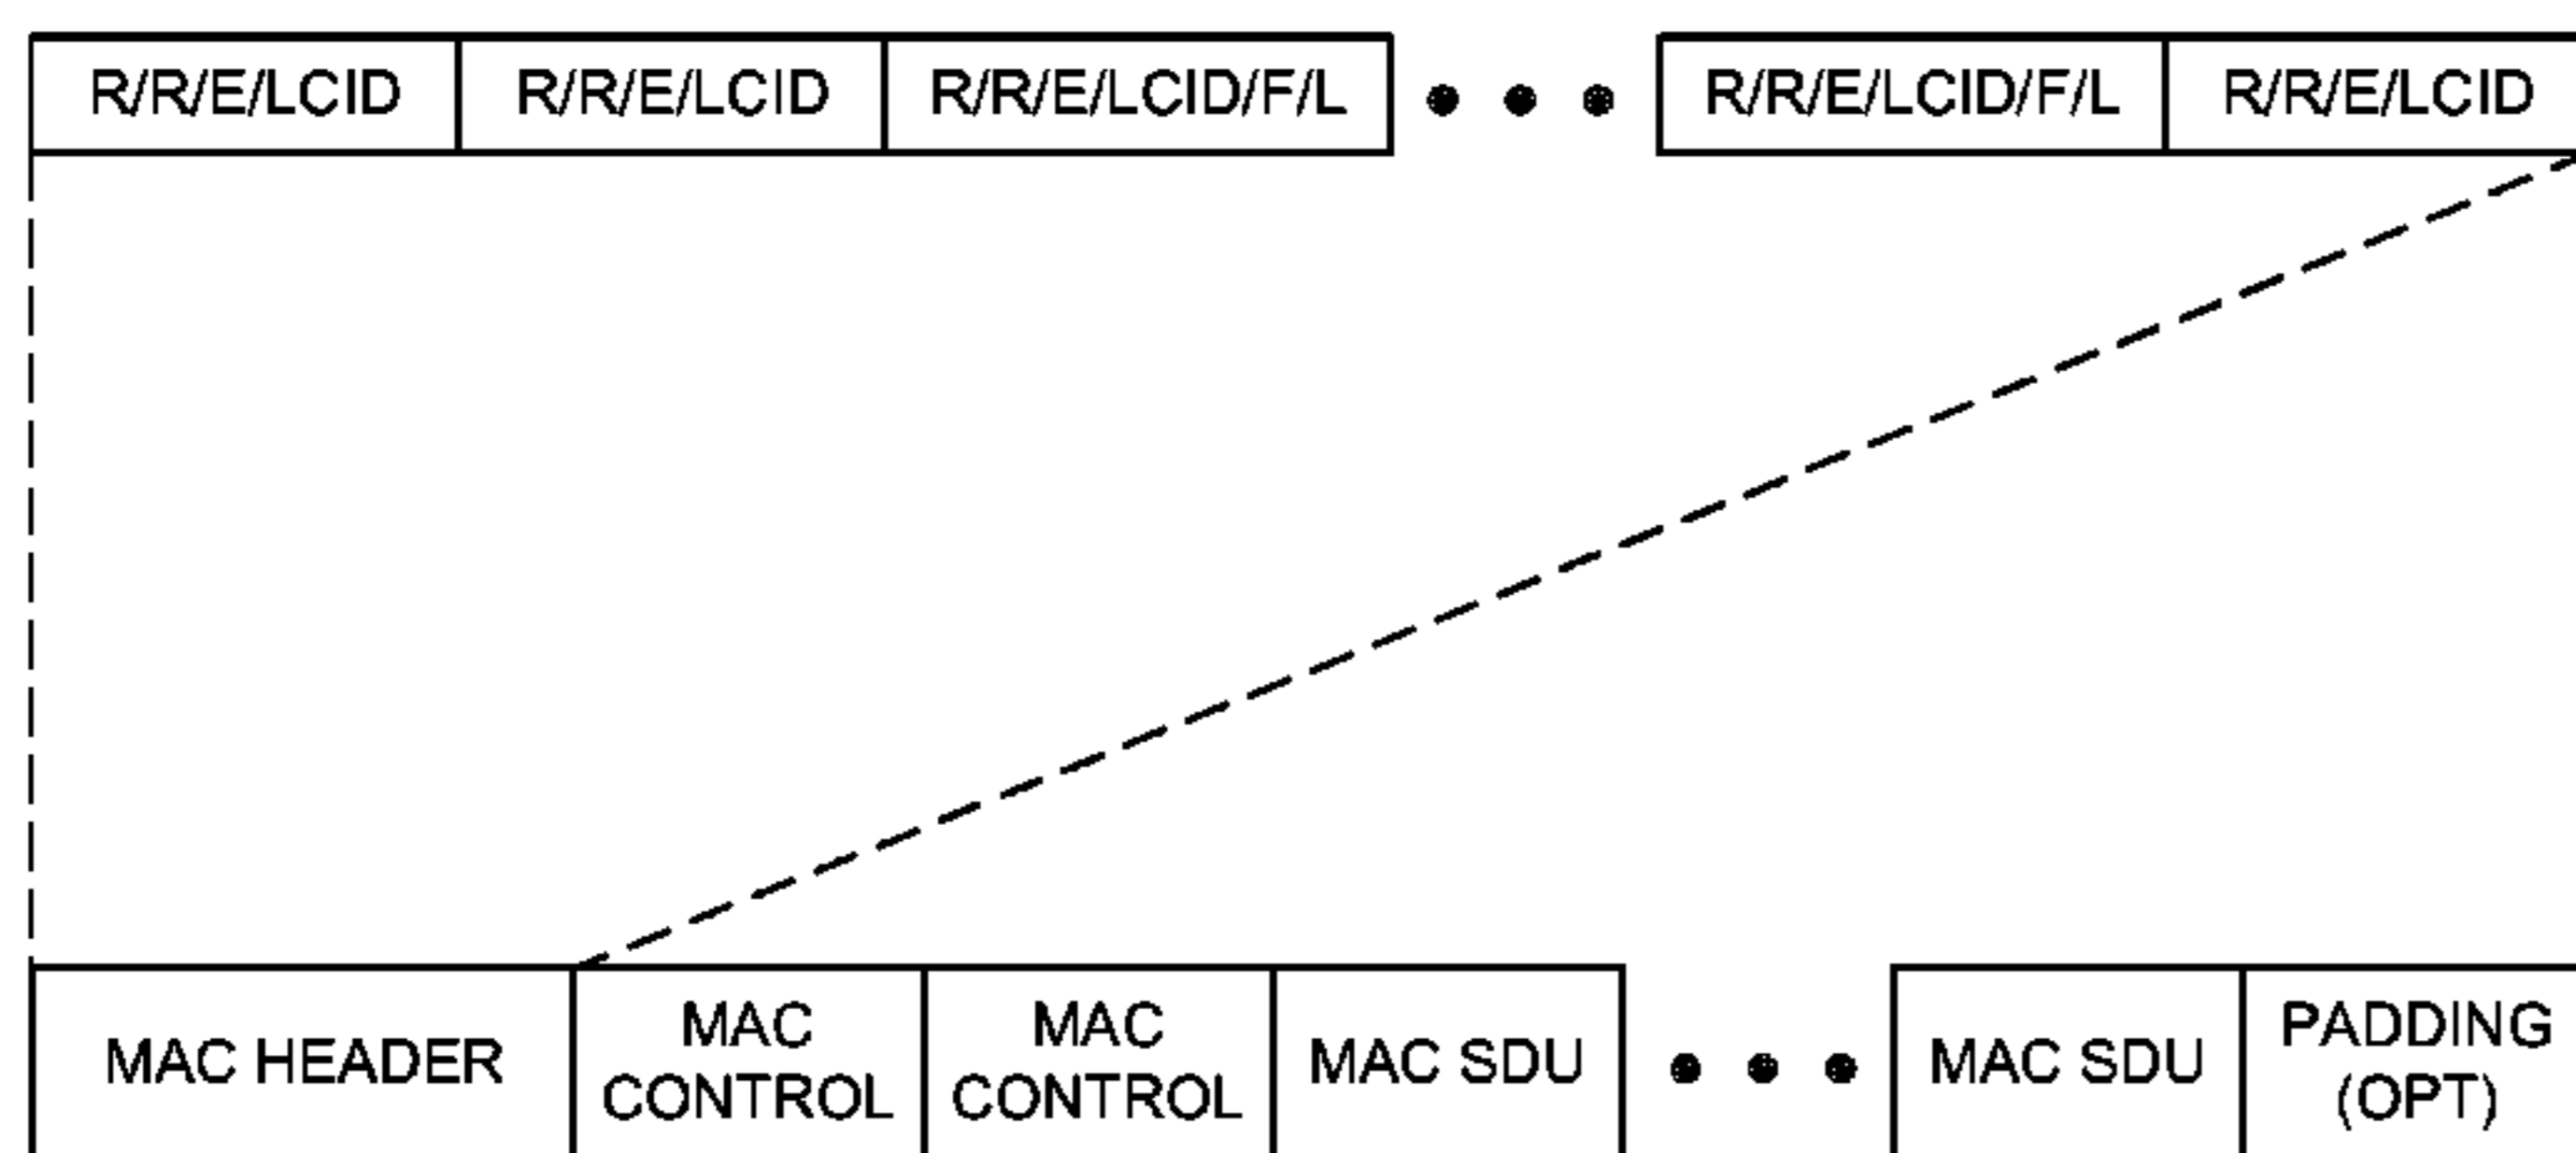 R/R/E/LCID R/R/E/LCID R/R/E/LCID/F/L R/R/E/LCID/F/L R/R/E/LCID
MAC HEADER
MAC
CONTROL
MAC
CONTROL
MAC SDU
MAC SDU
PADDING
(OPT)